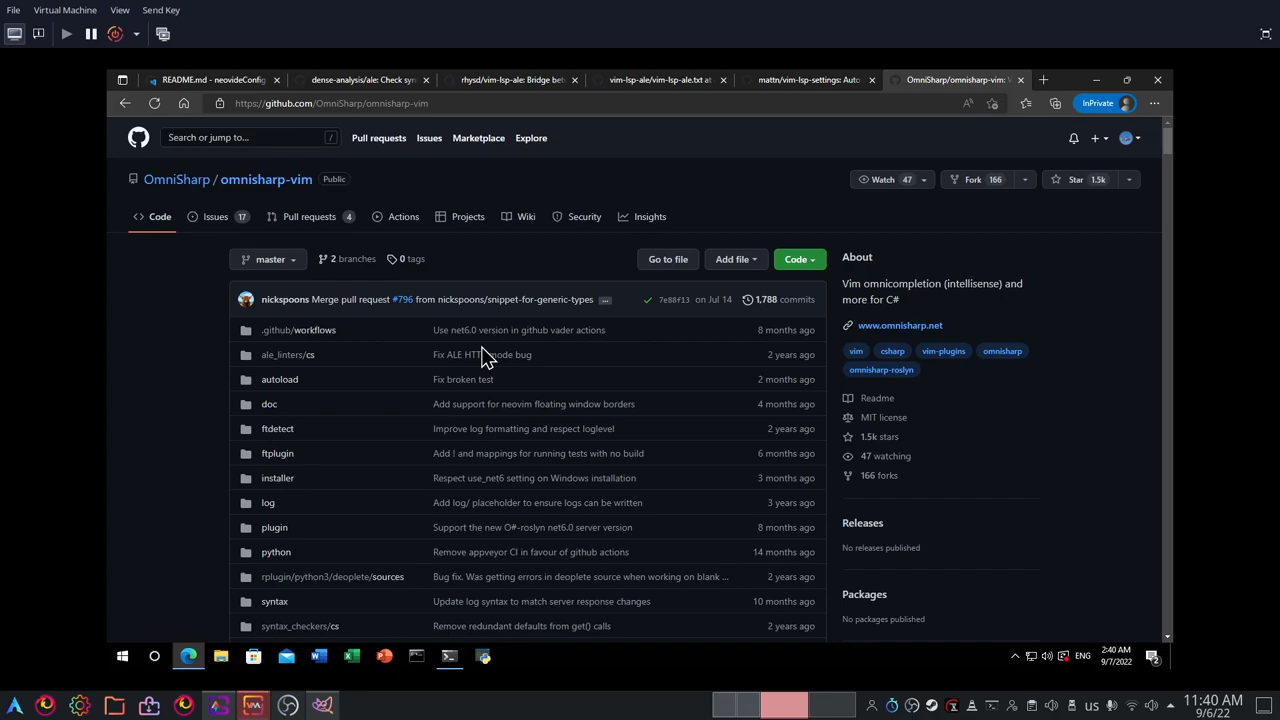 File Virtual Machine View Send Key
README.md - neovideConfig dense-analysis/ale: Check syn rhysd/vim-lsp-ale: Bridge betv vim-lsp-ale/vim-lsp-ale.txt at mattn/vim-lsp-settings: Auto OmniSharp/omnisharp-vim: V
https://github.com/OmniSharp/omnisharp-vim InPrivate
Search or jump to... / Pull requests Issues Marketplace Explore
OmniSharp / omnisharp-vim Public Watch 47 Fork 166 Star 1.5k
Code Issues 17 Pull requests 4 Actions Projects Wiki Security Insights
master 2 branches 0 tags Go to file Add file Code
nickspoons Merge pull request #796 from nickspoons/snippet-for-generic-types ... 7e88f13 on Jul 14 1,788 commits
.github/workflows Use net6.0 version in github vader actions 8 months ago
ale_linters/cs Fix ALE HTT ode bug 2 years ago
autoload Fix broken test 2 months ago
doc Add support for neovim floating window borders 4 months ago
ftdetect Improve log formatting and respect loglevel 2 years ago
ftplugin Add ! and mappings for running tests with no build 6 months ago
installer Respect use_net6 setting on Windows installation 3 months ago
log Add log/ placeholder to ensure logs can be written 3 years ago
plugin Support the new O#-roslyn net6.0 server version 8 months ago
python Remove appveyor CI in favour of github actions 14 months ago
rplugin/python3/deoplete/sources Bug fix. Was getting errors in deoplete source when working on blank ... 2 years ago
syntax Update log syntax to match server response changes 10 months ago
syntax_checkers/cs Remove redundant defaults from get() calls 2 years ago
About
Vim omnicompletion (intellisense) and
more for C#
www.omnisharp.net
vim csharp vim-plugins omnisharp
omnisharp-roslyn
Readme
MIT license
1.5k stars
47 watching
166 forks
Releases
No releases published
Packages
No packages published
ENG 2:40 AM
9/7/2022 2
us 11:40 AM
9/6/22